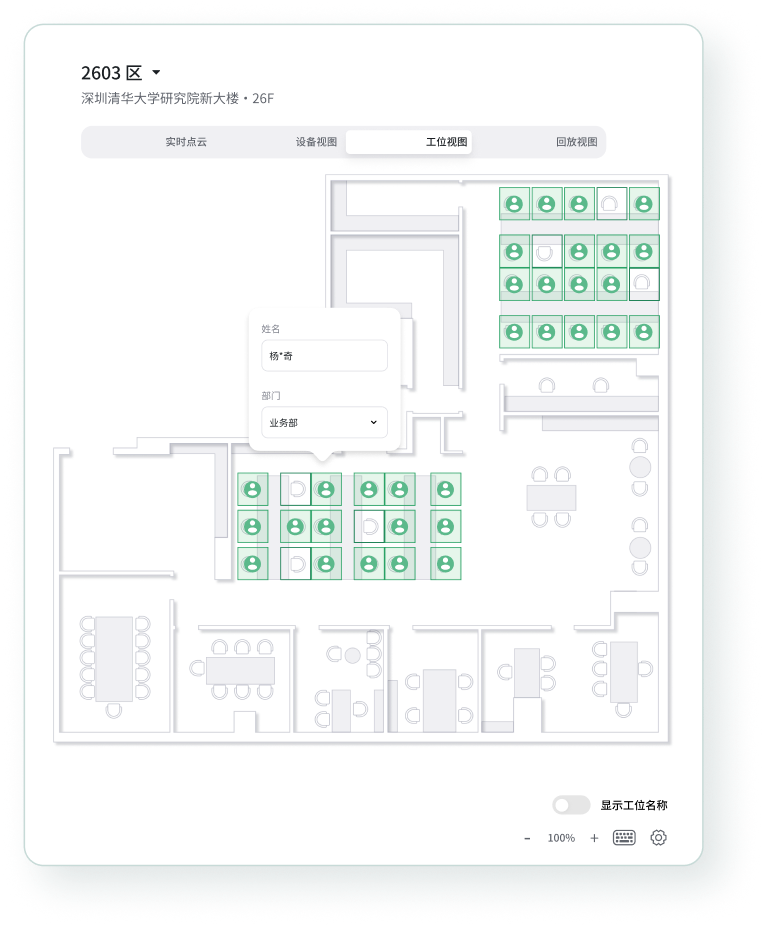 2603 区
深圳清华大学研究院新大楼・26F
实时点云 设备视图 工位视图 回放视图
姓名
杨*奇
部门
业务部
显示工位名称
- 100% +